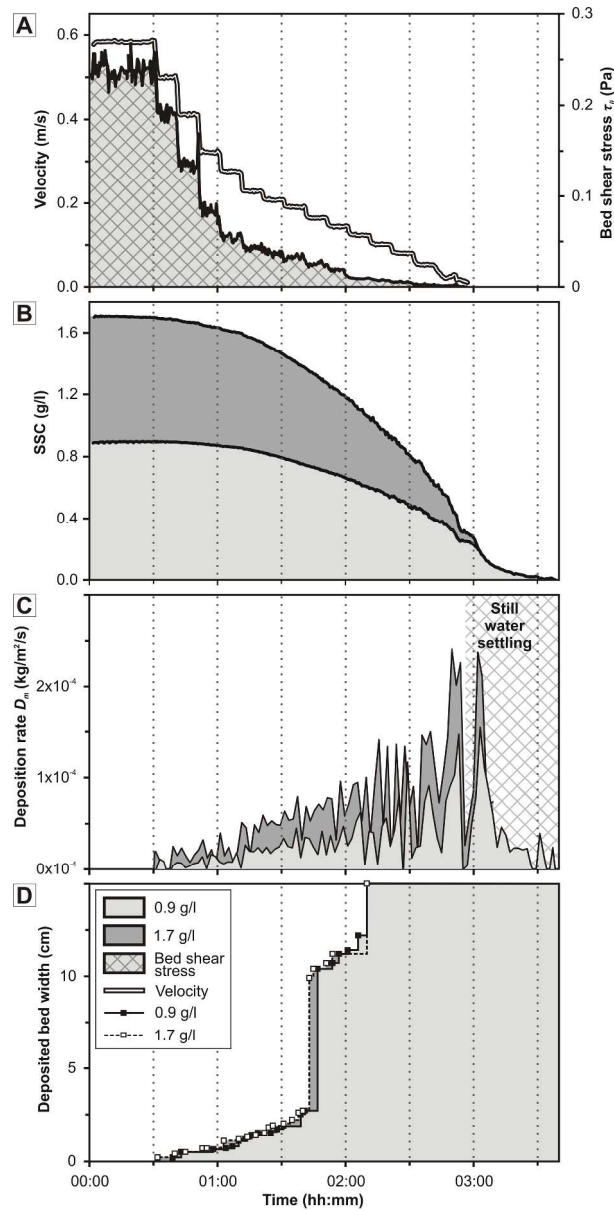 A
0.6
0.4
0.2
0.0
Velocity (m/s)
0.3
0.2
0.1
0
Bed shear stress τ₀ (Pa)
B
1.6
1.2
0.8
0.4
0.0
SSC (g/l)
C
2x10⁻⁴
1x10⁻⁴
0x10⁻⁴
Deposition rate Dₘ (kg/m²/s)
Still
water
settling
D
10
5
0
Deposited bed width (cm)
0.9 g/l
1.7 g/l
Bed shear
stress
Velocity
0.9 g/l
1.7 g/l
00:00 01:00 02:00 03:00
Time (hh:mm)